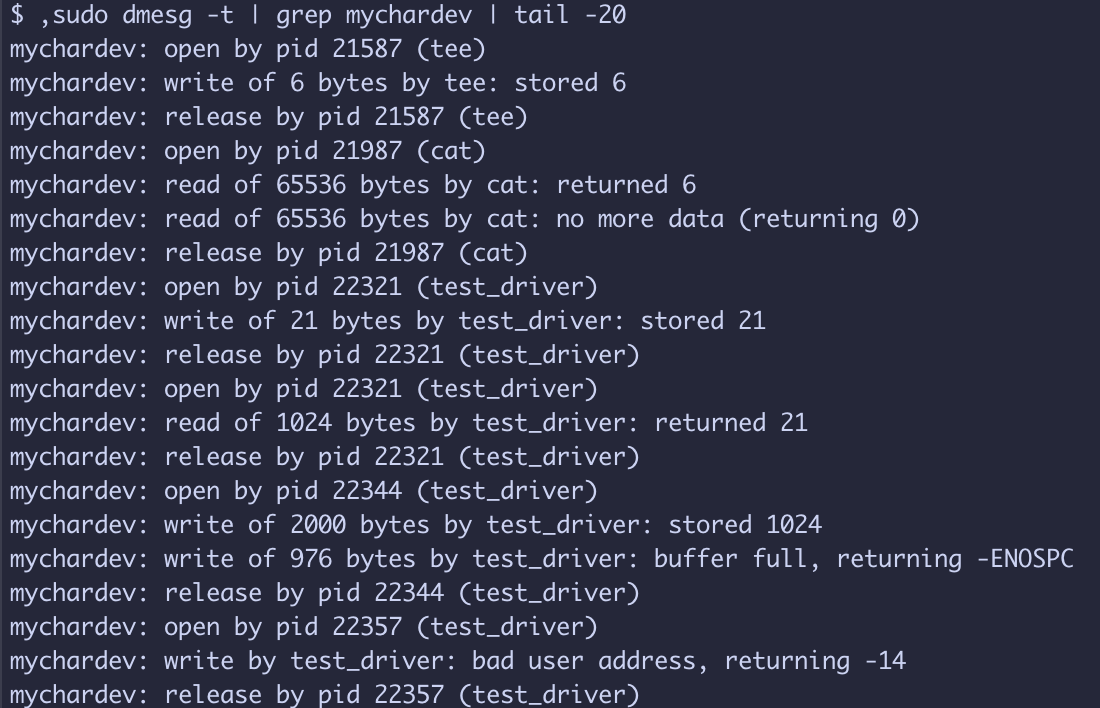 $ ,sudo dmesg -t | grep mychardev | tail -20
mychardev: open by pid 21587 (tee)
mychardev: write of 6 bytes by tee: stored 6
mychardev: release by pid 21587 (tee)
mychardev: open by pid 21987 (cat)
mychardev: read of 65536 bytes by cat: returned 6
mychardev: read of 65536 bytes by cat: no more data (returning 0)
mychardev: release by pid 21987 (cat)
mychardev: open by pid 22321 (test_driver)
mychardev: write of 21 bytes by test_driver: stored 21
mychardev: release by pid 22321 (test_driver)
mychardev: open by pid 22321 (test_driver)
mychardev: read of 1024 bytes by test_driver: returned 21
mychardev: release by pid 22321 (test_driver)
mychardev: open by pid 22344 (test_driver)
mychardev: write of 2000 bytes by test_driver: stored 1024
mychardev: write of 976 bytes by test_driver: buffer full, returning -ENOSPC
mychardev: release by pid 22344 (test_driver)
mychardev: open by pid 22357 (test_driver)
mychardev: write by test_driver: bad user address, returning -14
mychardev: release by pid 22357 (test_driver)